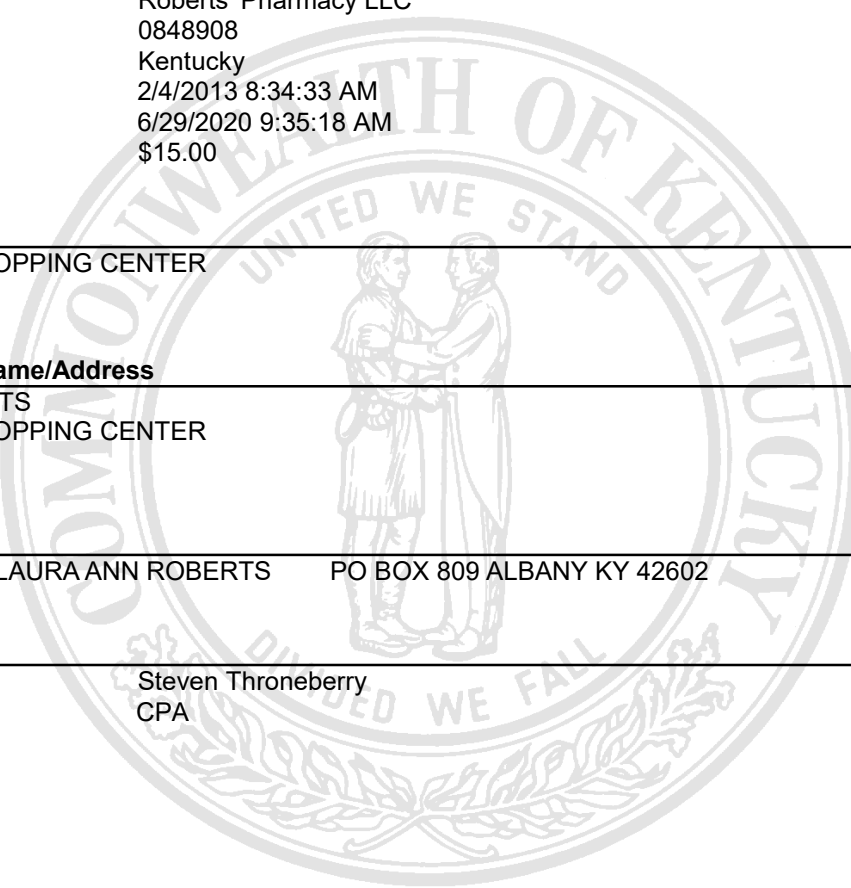 Roberts' Pharmacy LLC
0848908
Kentucky
2/4/2013 8:34:33 AM
6/29/2020 9:35:18 AM
$15.00
OPPING CENTER
ame/Address
TS
OPPING CENTER
LAURA ANN ROBERTS PO BOX 809 ALBANY KY 42602
Steven Throneberry
CPA
COMMONWEALTH OF KENTUCKY
UNITED WE STAND
DIVIDED WE FALL